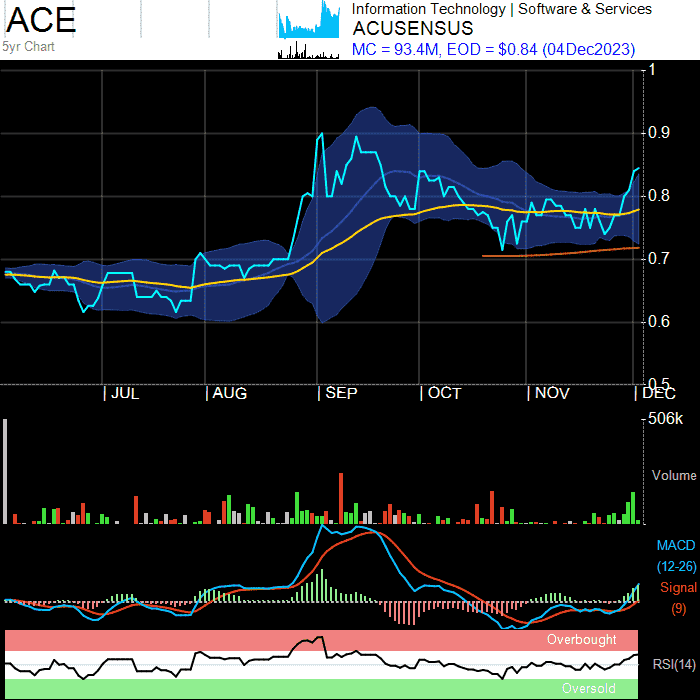 ACE
5yr Chart
Information Technology | Software & Services
ACUSENSUS
MC = 93.4M, EOD = $0.84 (04Dec2023)
1
0.9
0.8
0.7
0.6
0.5
| JUL | AUG | SEP | OCT | NOV | DEC
506k
Volume
MACD
(12-26)
Signal
(9)
Overbought
RSI(14)
Oversold